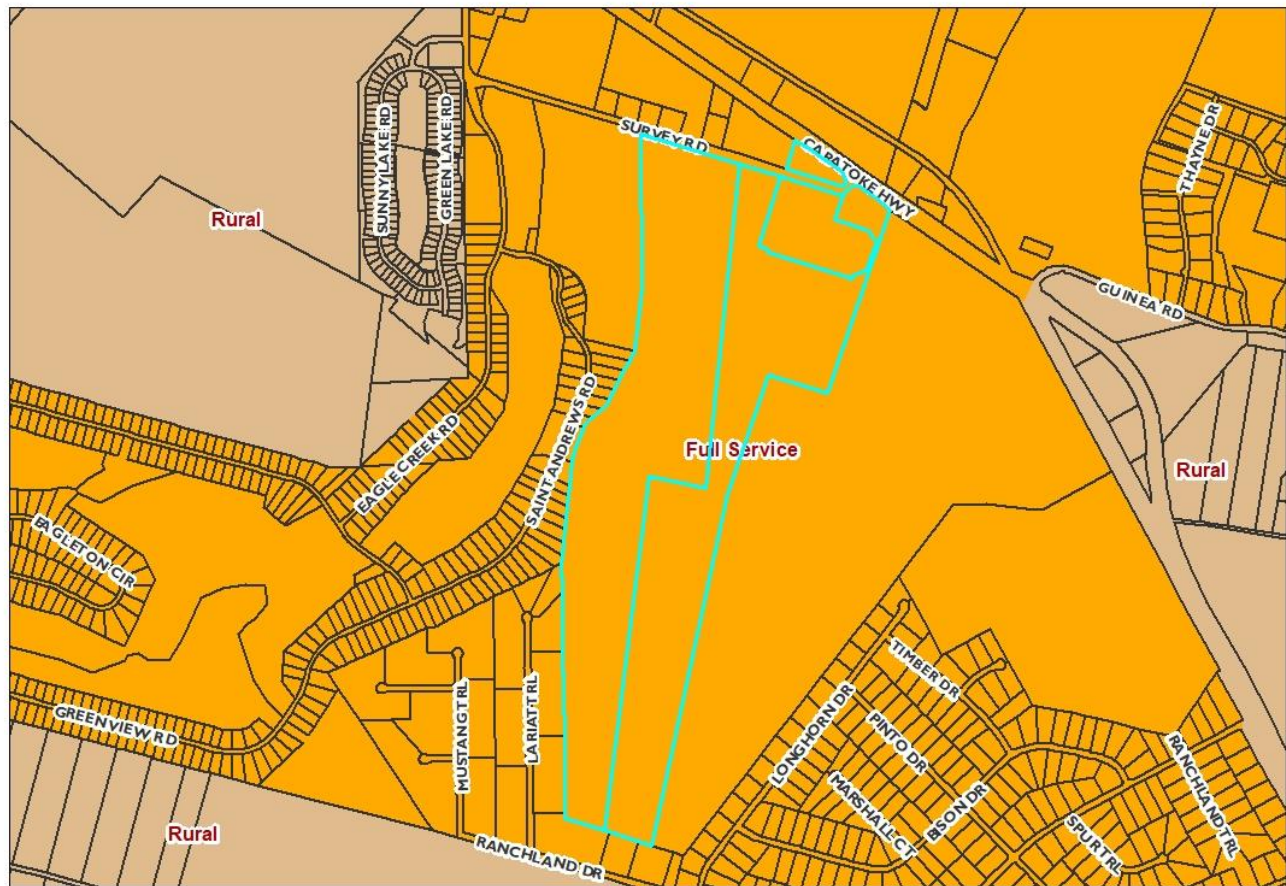 SUNNY LAKE RD
GREEN LAKE RD
SURVEY RD
CAPATOKE HWY
THAYNE DR
Rural
GUINEA RD
EAGLE CREEK RD
SAINT ANDREWS RD
Full Service
Rural
EAGLETON CIR
GREENVIEW RD
MUSTANG TRL
LARIAT TRL
LONGHORN DR
TIMBER DR
PINTO DR
MARSHALL CT
BISON DR
RANCHLAND TRL
SPUR TRL
Rural
RANCHLAND DR